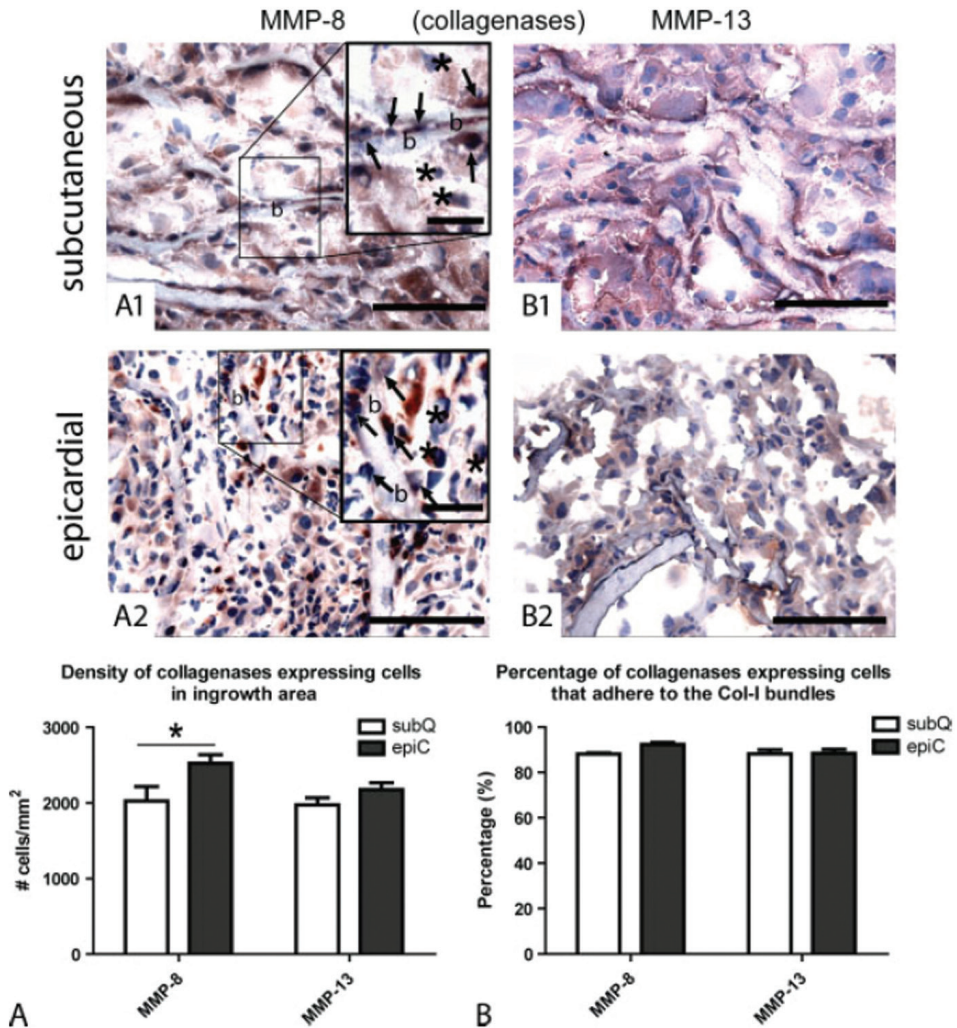 MMP-8 (collagenases) MMP-13
subcutaneous
*
b
b
*
*
b
A1
B1
epicardial
b
b
*
*
*
b
A2
B2
Density of collagenases expressing cells
in ingrowth area
# cells/mm²
3000
2000
1000
0
*
subQ
epiC
MMP-8
MMP-13
A
Percentage of collagenases expressing cells
that adhere to the Col-I bundles
Percentage (%)
100
80
60
40
20
0
subQ
epiC
MMP-8
MMP-13
B